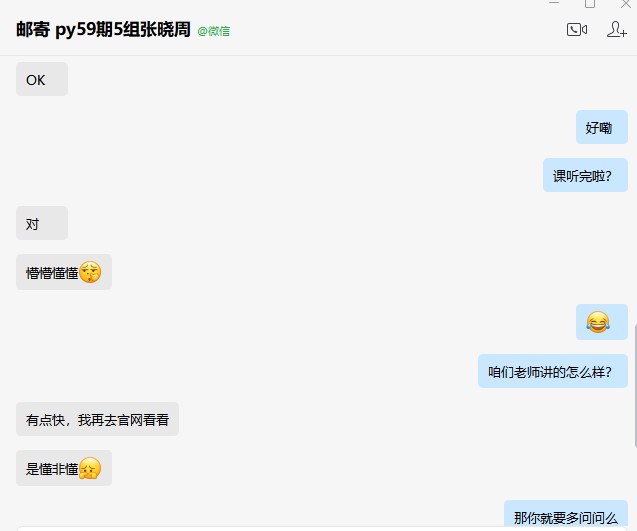 邮寄 py59期5组张晓周 @微信
OK
好嘞
课听完啦？
对
懵懵懂懂
咱们老师讲的怎么样？
有点快，我再去官网看看
是懂非懂
那你就要多问问么